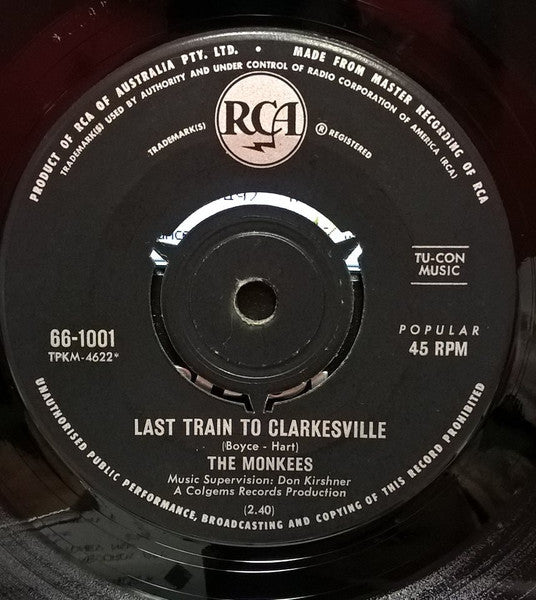 PRODUCT OF RCA OF AUSTRALIA PTY. LTD. • MADE FROM MASTER RECORDING OF RCA
TRADEMARK(S) USED BY AUTHORITY AND UNDER CONTROL OF RADIO CORPORATION OF AMERICA (RCA)
TRADEMARK(S) RCA ® REGISTERED
TU-CON
MUSIC
66-1001
TPKM-4622*
POPULAR
45 RPM
LAST TRAIN TO CLARKESVILLE
(Boyce - Hart)
THE MONKEES
Music Supervision: Don Kirshner
A Colgems Records Production
(2.40)
UNAUTHORISED PUBLIC PERFORMANCE, BROADCASTING AND COPYING OF THIS RECORD PROHIBITED